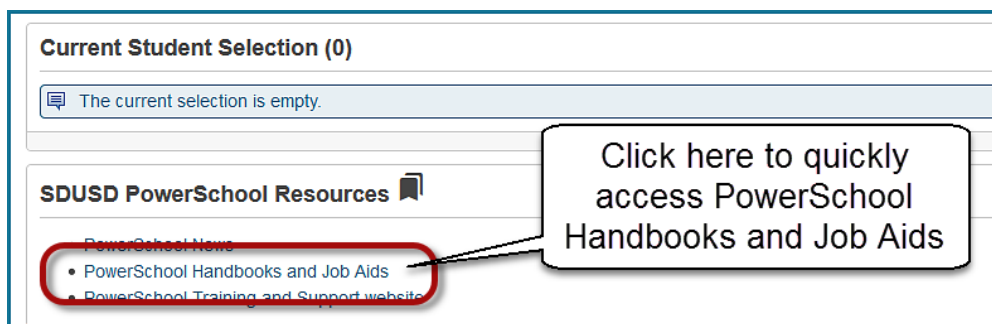 Current Student Selection (0)
The current selection is empty.
Click here to quickly
access PowerSchool
Handbooks and Job Aids
SDUSD PowerSchool Resources
PowerSchool News
PowerSchool Handbooks and Job Aids
PowerSchool Training and Support website